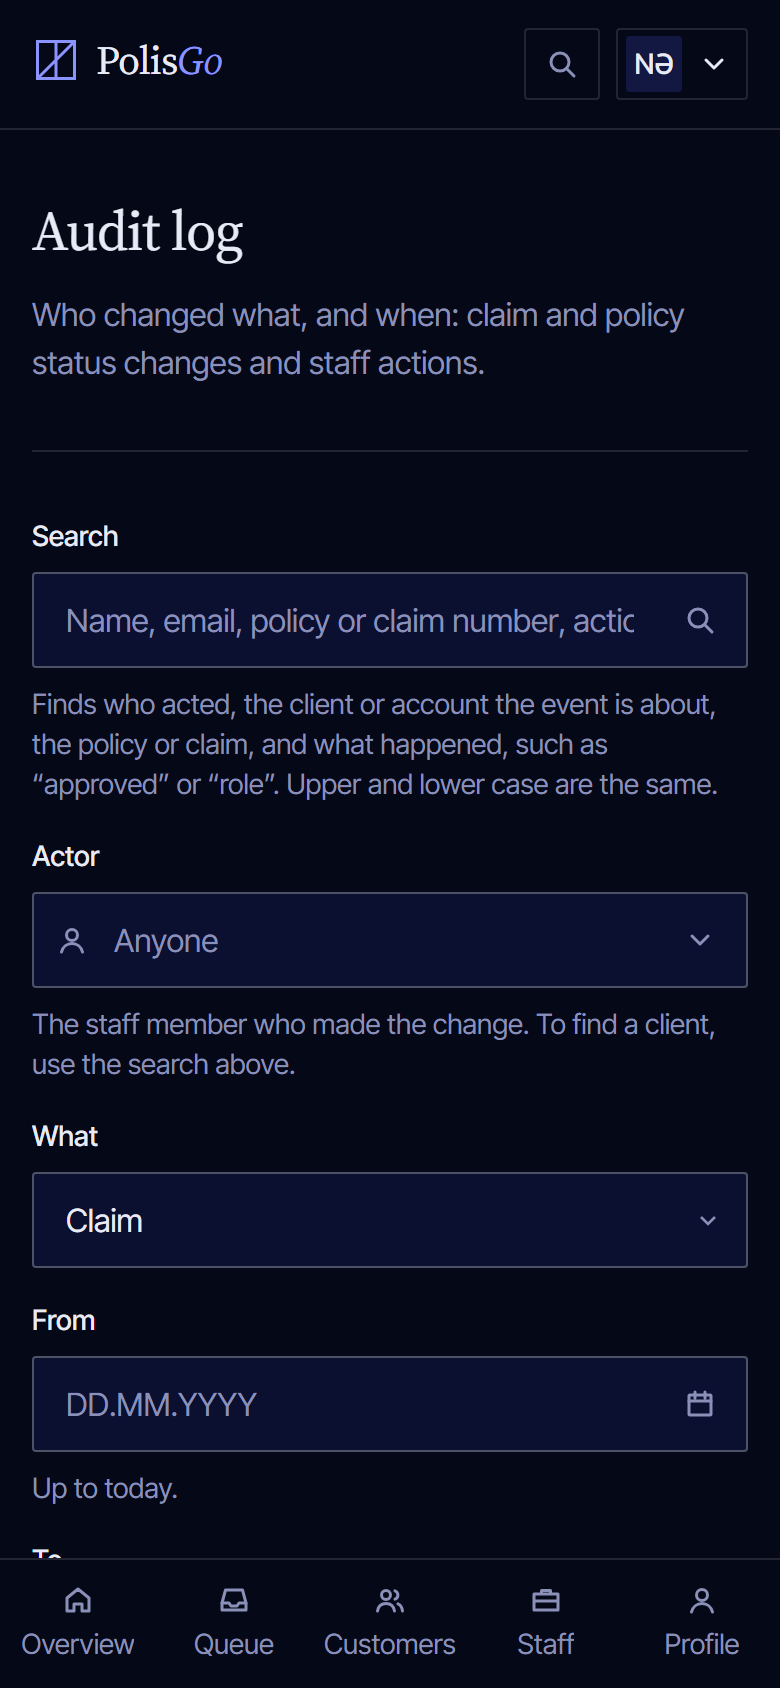 PolisGo
NƏ
Audit log
Who changed what, and when: claim and policy
status changes and staff actions.
Search
Name, email, policy or claim number, actic
Finds who acted, the client or account the event is about,
the policy or claim, and what happened, such as
“approved” or “role”. Upper and lower case are the same.
Actor
Anyone
The staff member who made the change. To find a client,
use the search above.
What
Claim
From
DD.MM.YYYY
Up to today.
To
Overview
Queue
Customers
Staff
Profile